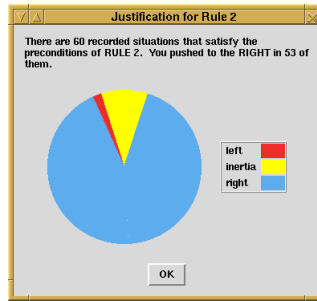 Justification for Rule 2
There are 60 recorded situations that satisfy the
preconditions of RULE 2. You pushed to the RIGHT in 53 of
them.
left
inertia
right
OK